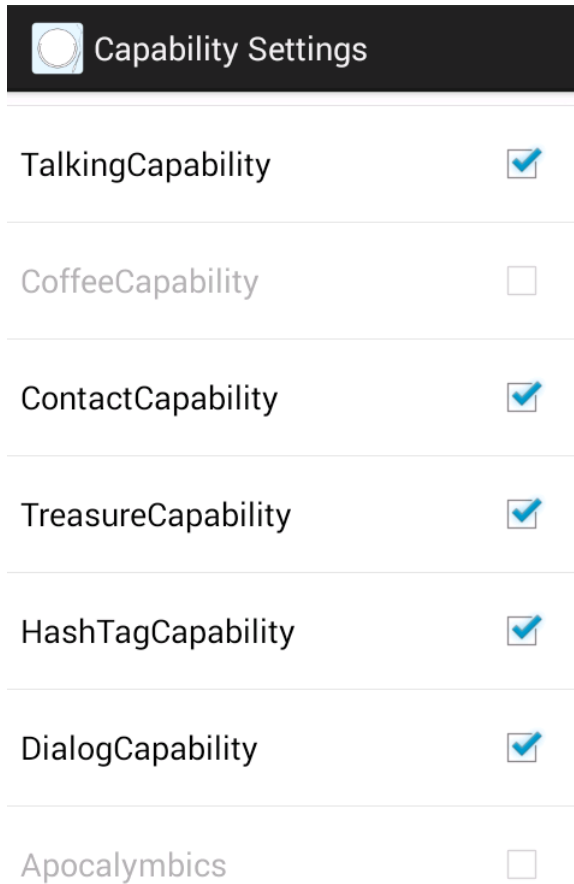 Capability Settings
TalkingCapability
CoffeeCapability
ContactCapability
TreasureCapability
HashTagCapability
DialogCapability
Apocalymbics